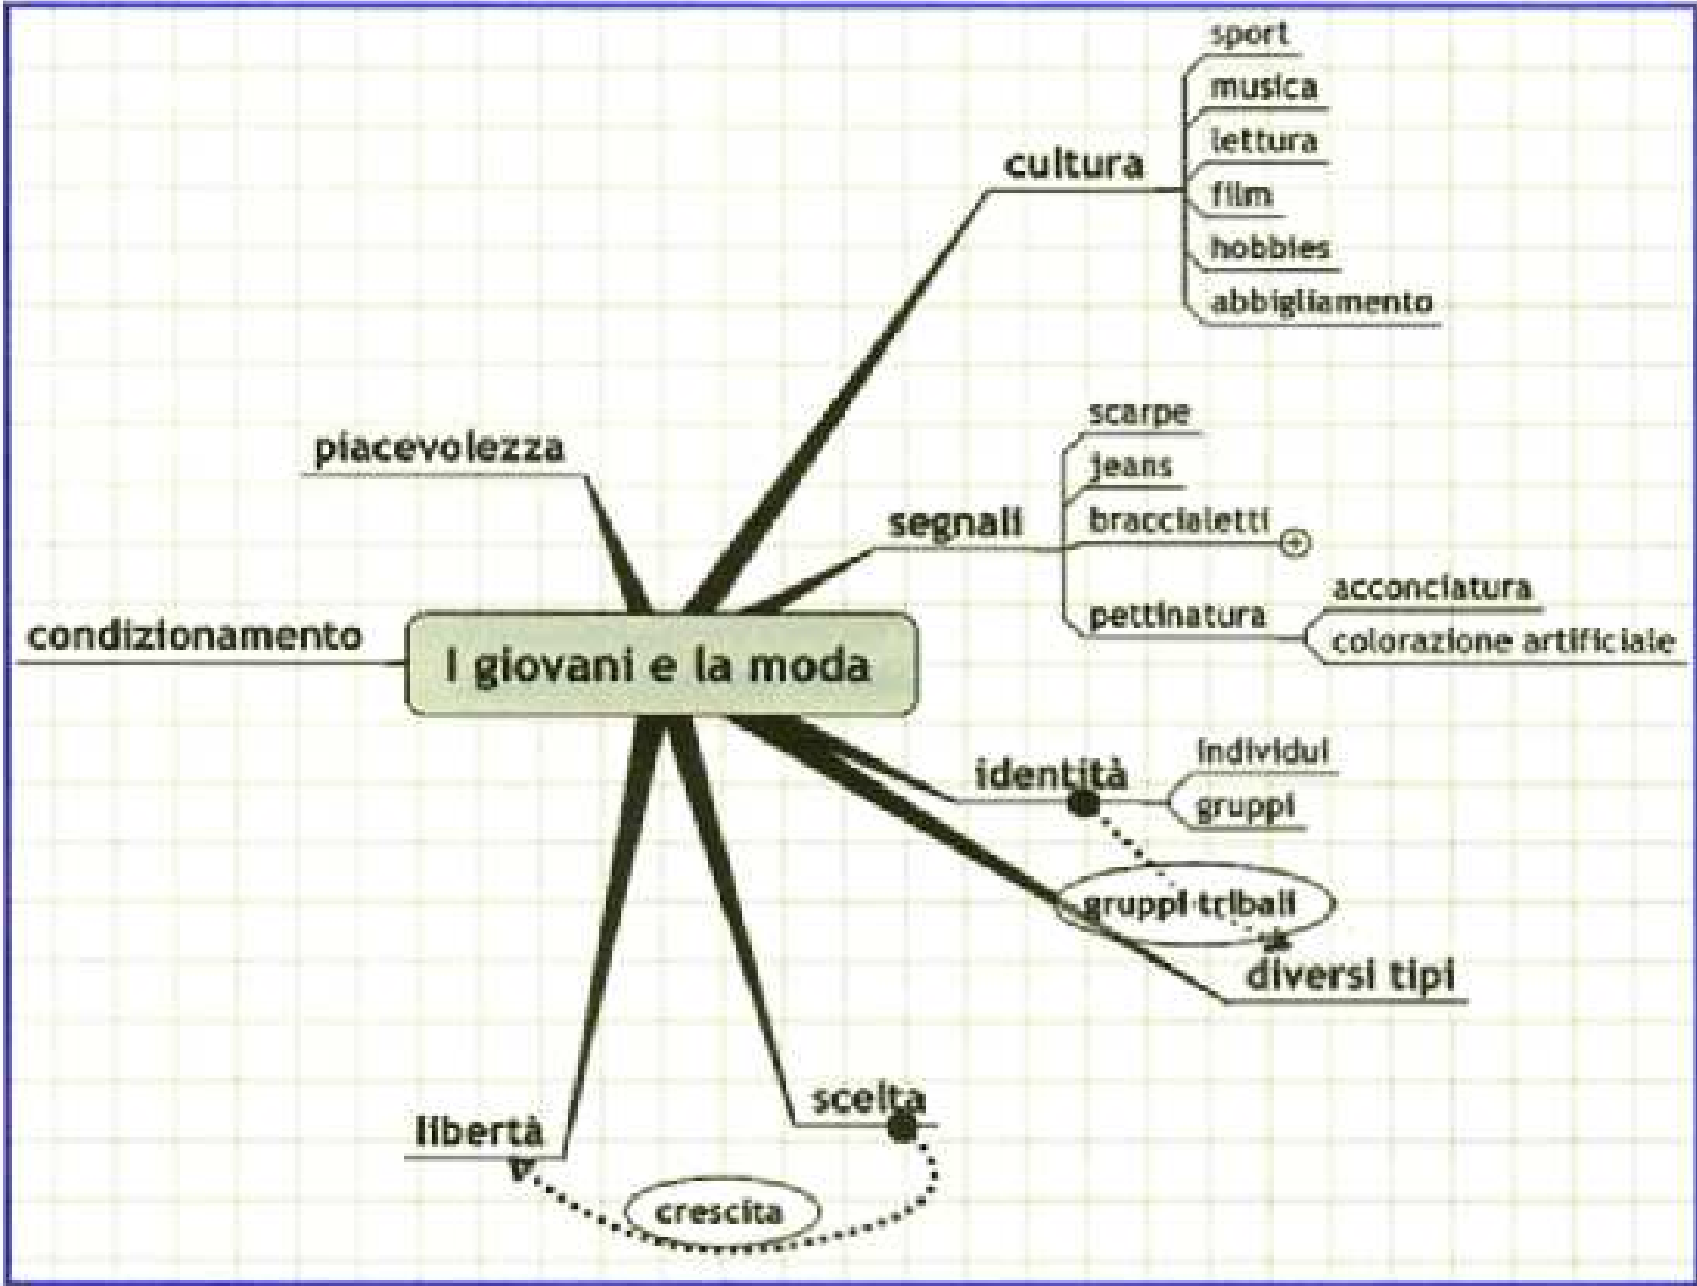 sport
musica
lettura
film
hobbies
abbigliamento
cultura
scarpe
jeans
braccialetti
pettinatura
acconciatura
colorazione artificiale
segnali
piacevolezza
condizionamento
I giovani e la moda
identità
individui
gruppi
gruppi tribali
diversi tipi
scelta
libertà
crescita